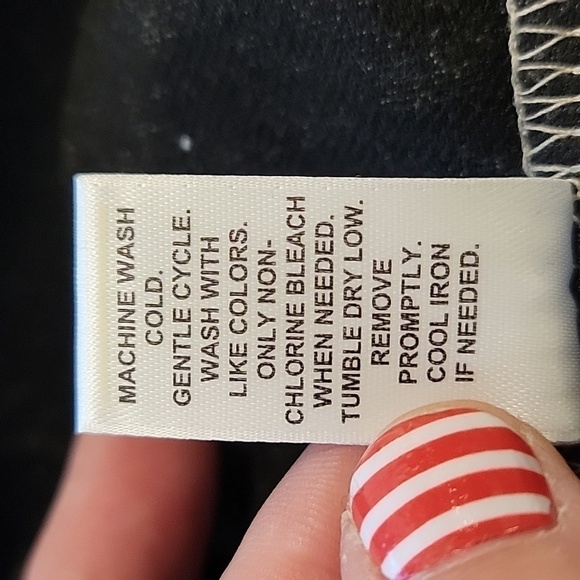 MACHINE WASH
COLD.
GENTLE CYCLE.
WASH WITH
LIKE COLORS.
ONLY NON-
CHLORINE BLEACH
WHEN NEEDED.
TUMBLE DRY LOW.
REMOVE
PROMPTLY.
COOL IRON
IF NEEDED.